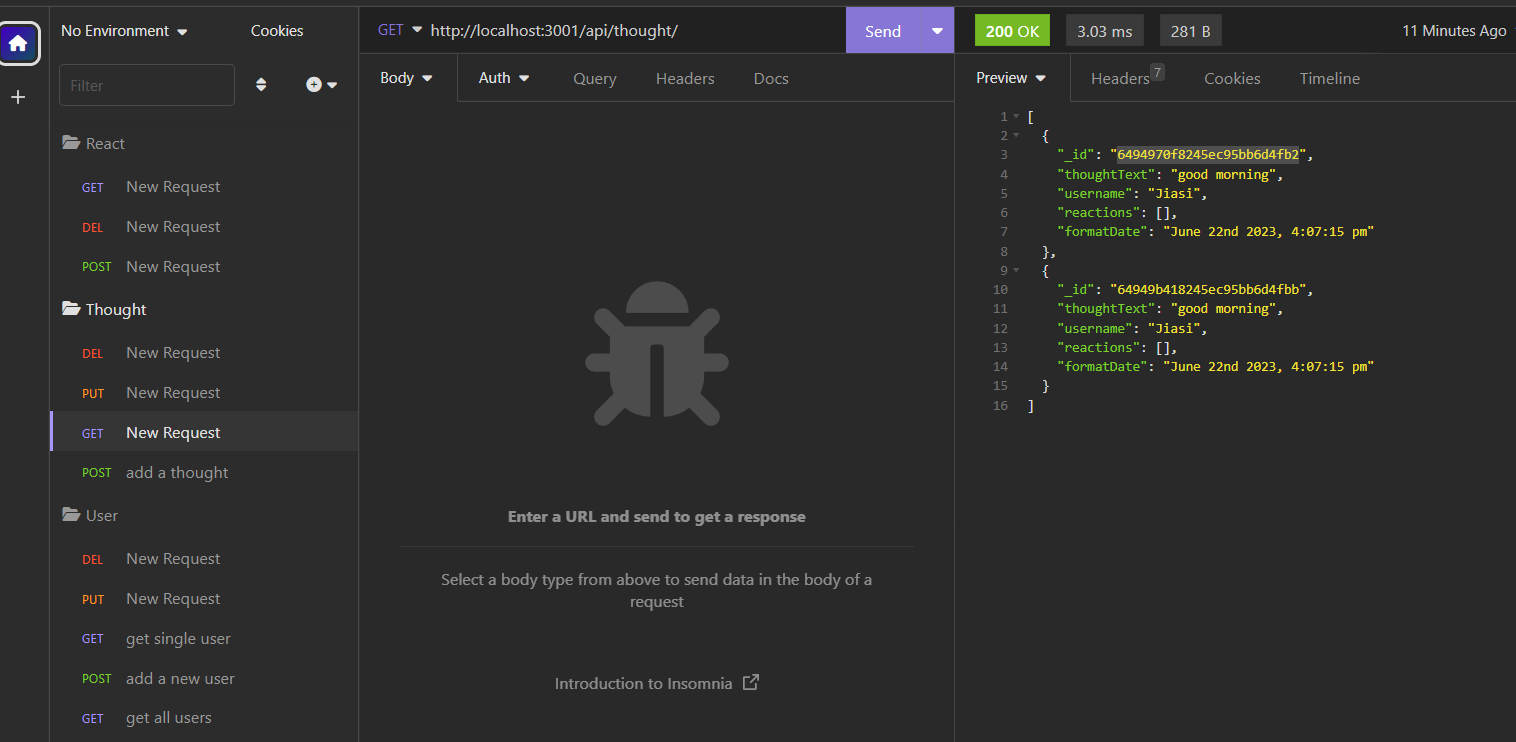 No Environment
Cookies
Filter
React
GET New Request
DEL New Request
POST New Request
Thought
DEL New Request
PUT New Request
GET New Request
POST add a thought
User
DEL New Request
PUT New Request
GET get single user
POST add a new user
GET get all users
GET http://localhost:3001/api/thought/
Send
Body
Auth
Query
Headers
Docs
Enter a URL and send to get a response
Select a body type from above to send data in the body of a
request
Introduction to Insomnia
200 OK
3.03 ms
281 B
11 Minutes Ago
Preview
Headers 7
Cookies
Timeline
1 [
2 {
3 "_id": "6494970f8245ec95bb6d4fb2",
4 "thoughtText": "good morning",
5 "username": "Jiasi",
6 "reactions": [],
7 "formatDate": "June 22nd 2023, 4:07:15 pm"
8 },
9 {
10 "_id": "64949b418245ec95bb6d4fbb",
11 "thoughtText": "good morning",
12 "username": "Jiasi",
13 "reactions": [],
14 "formatDate": "June 22nd 2023, 4:07:15 pm"
15 }
16 ]